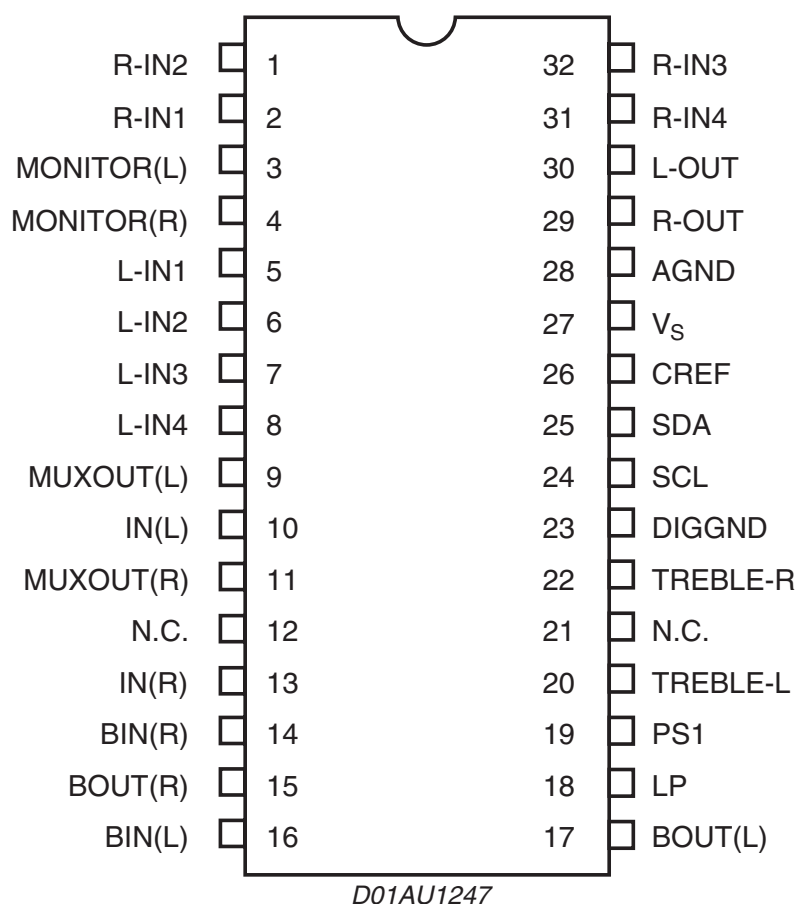 R-IN2 1 32 R-IN3
R-IN1 2 31 R-IN4
MONITOR(L) 3 30 L-OUT
MONITOR(R) 4 29 R-OUT
L-IN1 5 28 AGND
L-IN2 6 27 VS
L-IN3 7 26 CREF
L-IN4 8 25 SDA
MUXOUT(L) 9 24 SCL
IN(L) 10 23 DIGGND
MUXOUT(R) 11 22 TREBLE-R
N.C. 12 21 N.C.
IN(R) 13 20 TREBLE-L
BIN(R) 14 19 PS1
BOUT(R) 15 18 LP
BIN(L) 16 17 BOUT(L)
D01AU1247